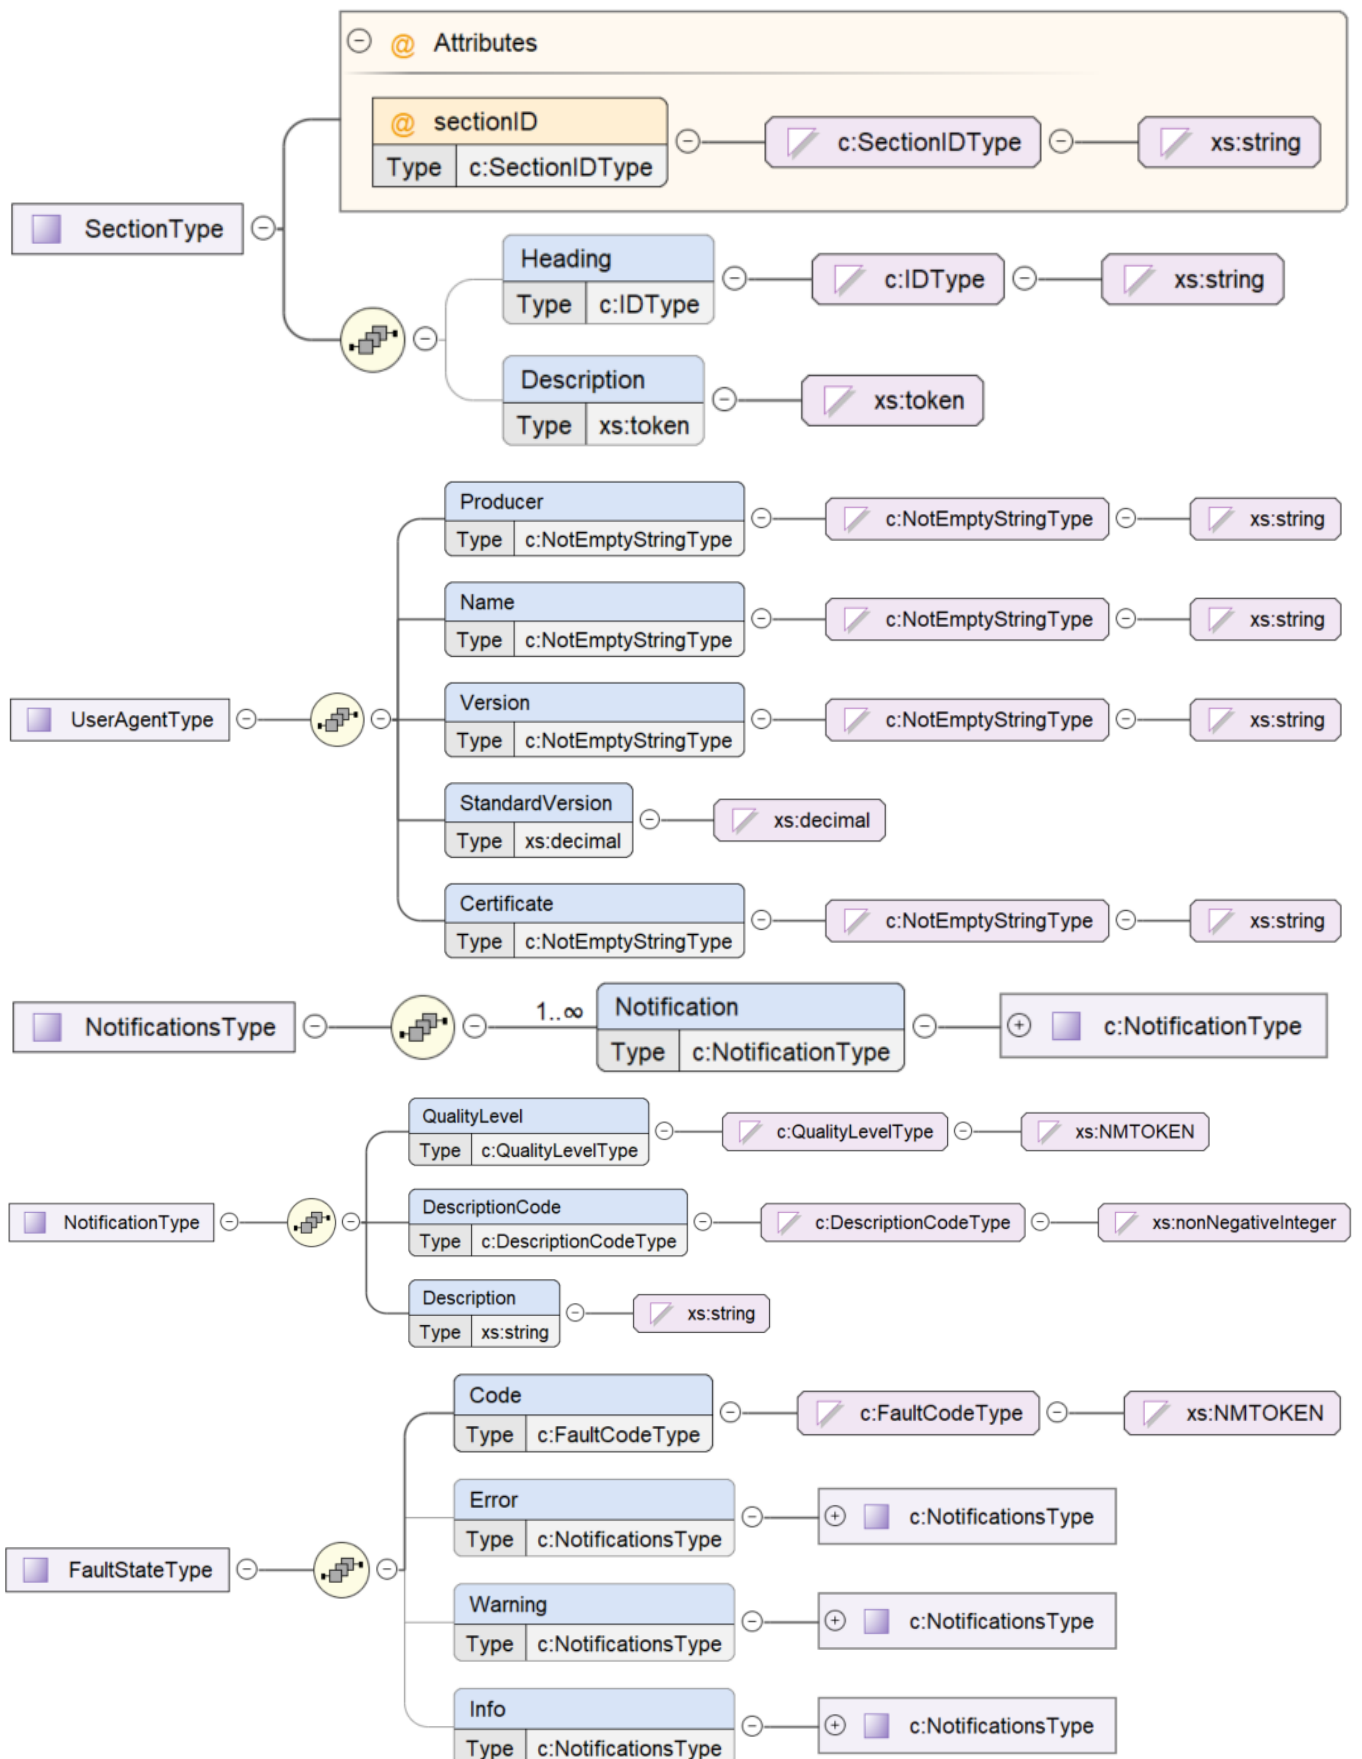 @ Attributes
@ sectionID
Type c:SectionIDType
c:SectionIDType
xs:string
SectionType
Heading
Type c:IDType
c:IDType
xs:string
Description
Type xs:token
xs:token
Producer
Type c:NotEmptyStringType
c:NotEmptyStringType
xs:string
Name
Type c:NotEmptyStringType
c:NotEmptyStringType
xs:string
UserAgentType
Version
Type c:NotEmptyStringType
c:NotEmptyStringType
xs:string
StandardVersion
Type xs:decimal
xs:decimal
Certificate
Type c:NotEmptyStringType
c:NotEmptyStringType
xs:string
NotificationsType
1..∞
Notification
Type c:NotificationType
c:NotificationType
QualityLevel
Type c:QualityLevelType
c:QualityLevelType
xs:NMTOKEN
NotificationType
DescriptionCode
Type c:DescriptionCodeType
c:DescriptionCodeType
xs:nonNegativeInteger
Description
Type xs:string
xs:string
Code
Type c:FaultCodeType
c:FaultCodeType
xs:NMTOKEN
Error
Type c:NotificationsType
c:NotificationsType
FaultStateType
Warning
Type c:NotificationsType
c:NotificationsType
Info
Type c:NotificationsType
c:NotificationsType